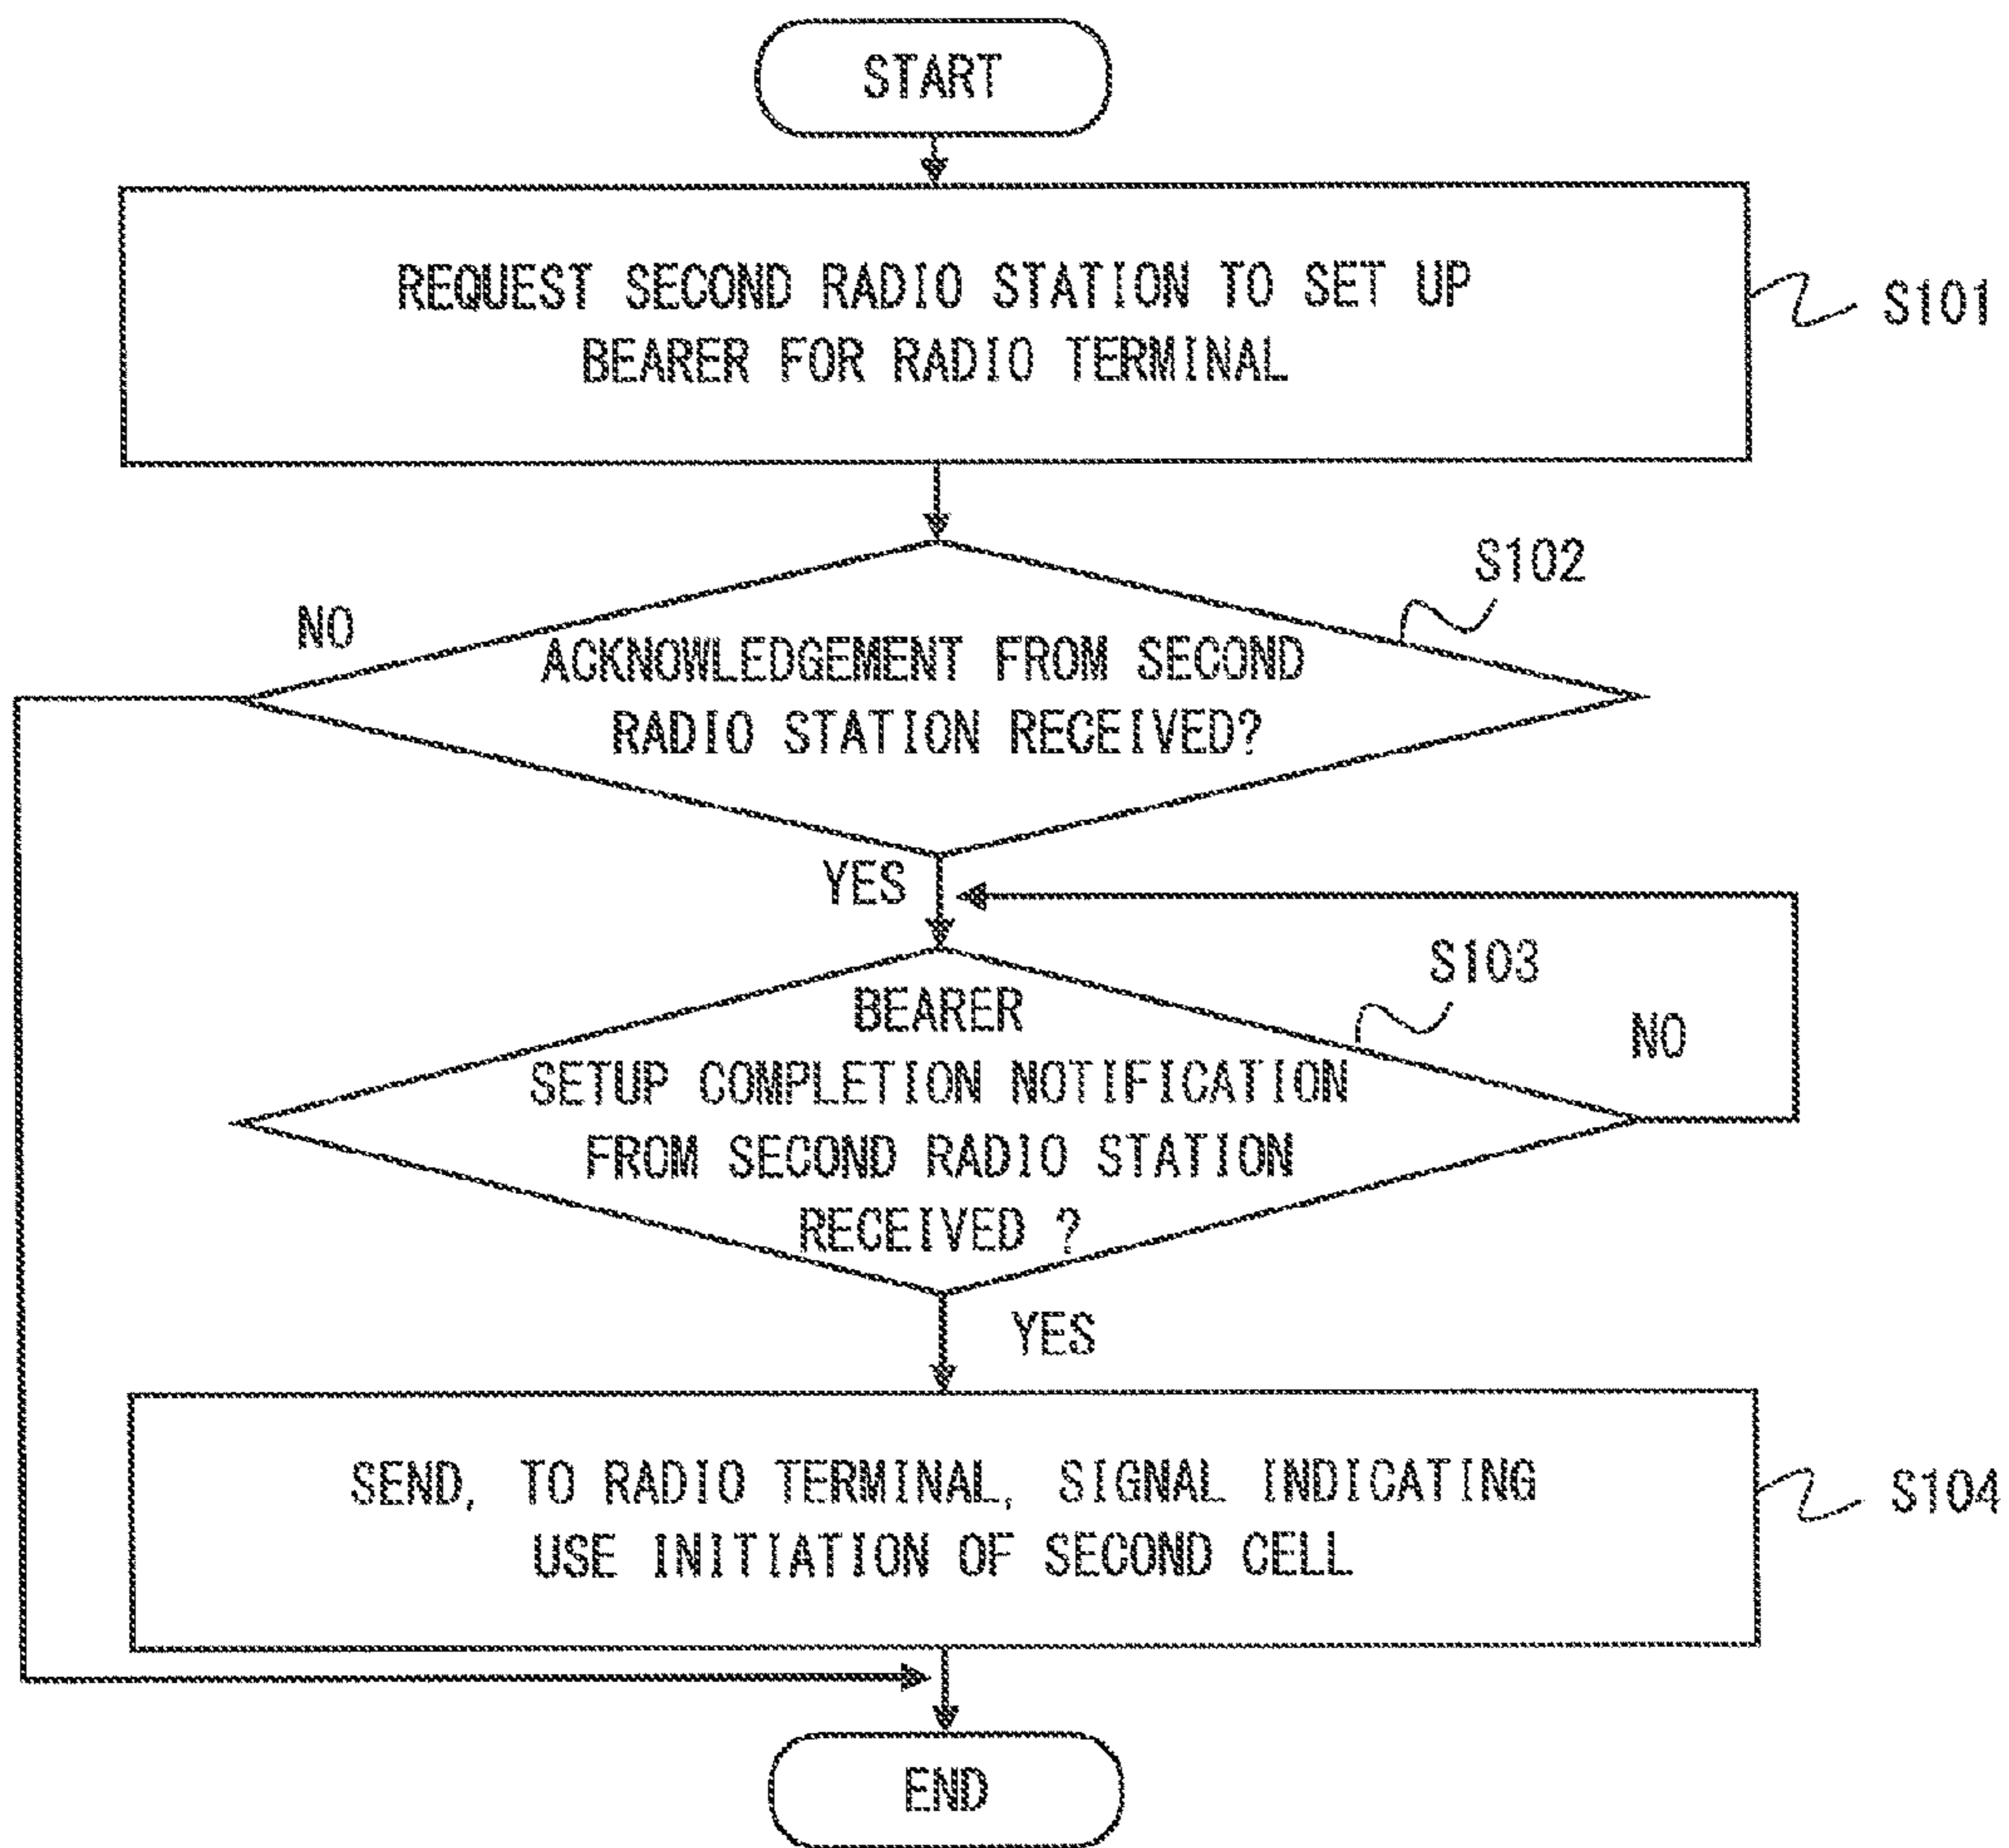 START
REQUEST SECOND RADIO STATION TO SET UP
BEARER FOR RADIO TERMINAL
S101
S102
NO
ACKNOWLEDGEMENT FROM SECOND
RADIO STATION RECEIVED?
YES
S103
BEARER
NO
SETUP COMPLETION NOTIFICATION
FROM SECOND RADIO STATION
RECEIVED ?
YES
SEND, TO RADIO TERMINAL, SIGNAL INDICATING
USE INITIATION OF SECOND CELL
S104
END